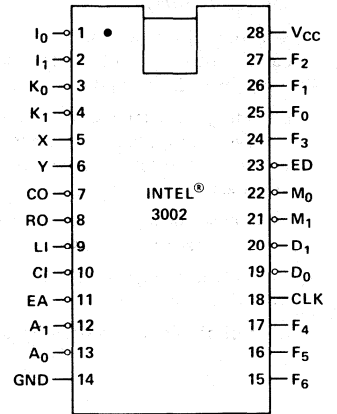 I0 1 28 VCC
I1 2 27 F2
K0 3 26 F1
K1 4 25 F0
X 5 24 F3
Y 6 23 ED
CO 7 INTEL® 22 M0
RO 8 3002 21 M1
LI 9 20 D1
CI 10 19 D0
EA 11 18 CLK
A1 12 17 F4
A0 13 16 F5
GND 14 15 F6